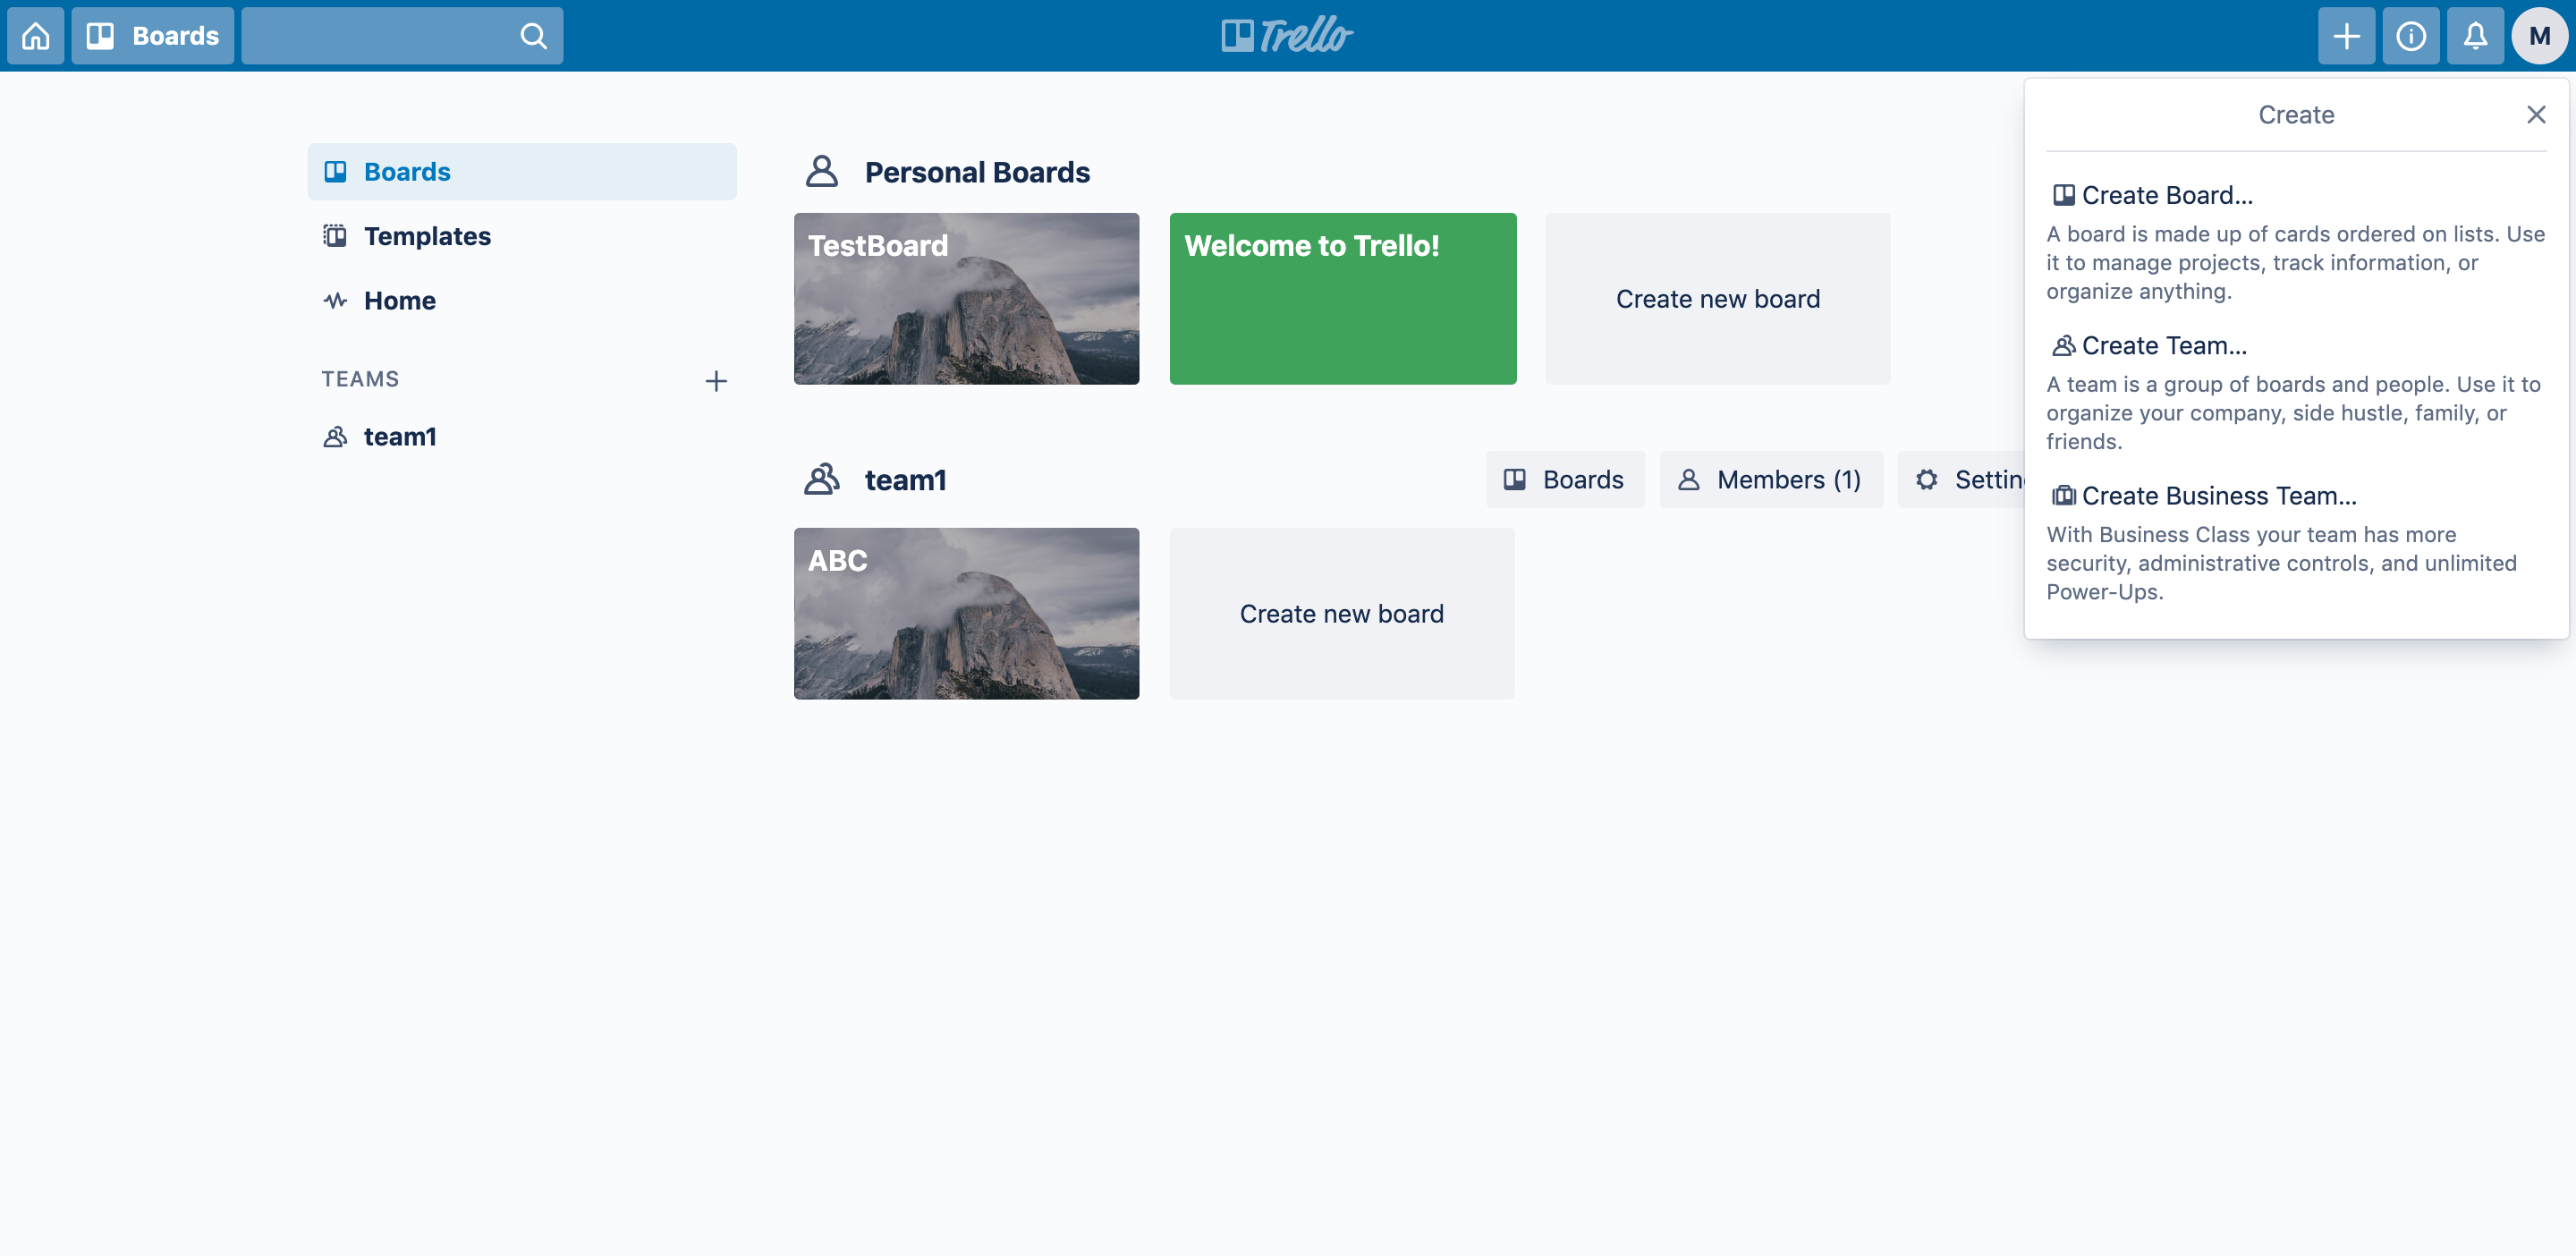 Boards
Trello
M
Boards
Templates
Home
TEAMS
team1
Personal Boards
TestBoard
Welcome to Trello!
Create new board
team1
Boards
Members (1)
Settin
ABC
Create new board
Create
Create Board...
A board is made up of cards ordered on lists. Use
it to manage projects, track information, or
organize anything.
Create Team...
A team is a group of boards and people. Use it to
organize your company, side hustle, family, or
friends.
Create Business Team...
With Business Class your team has more
security, administrative controls, and unlimited
Power-Ups.